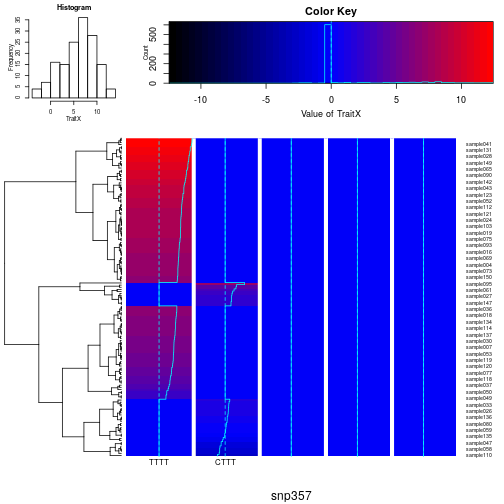 Histogram
Frequency
0 5 10 15 20 25 30 35
0 5 10
TraitX
Color Key
Count
0 200 500
-10 -5 0 5 10
Value of TraitX
sample041
sample131
sample028
sample149
sample065
sample090
sample142
sample043
sample123
sample052
sample112
sample121
sample024
sample103
sample019
sample075
sample093
sample016
sample069
sample004
sample073
sample150
sample095
sample061
sample027
sample147
sample036
sample018
sample134
sample114
sample137
sample030
sample007
sample053
sample119
sample120
sample077
sample118
sample037
sample050
sample049
sample033
sample026
sample136
sample080
sample059
sample135
sample047
sample058
sample110
TTTT CTTT
snp357